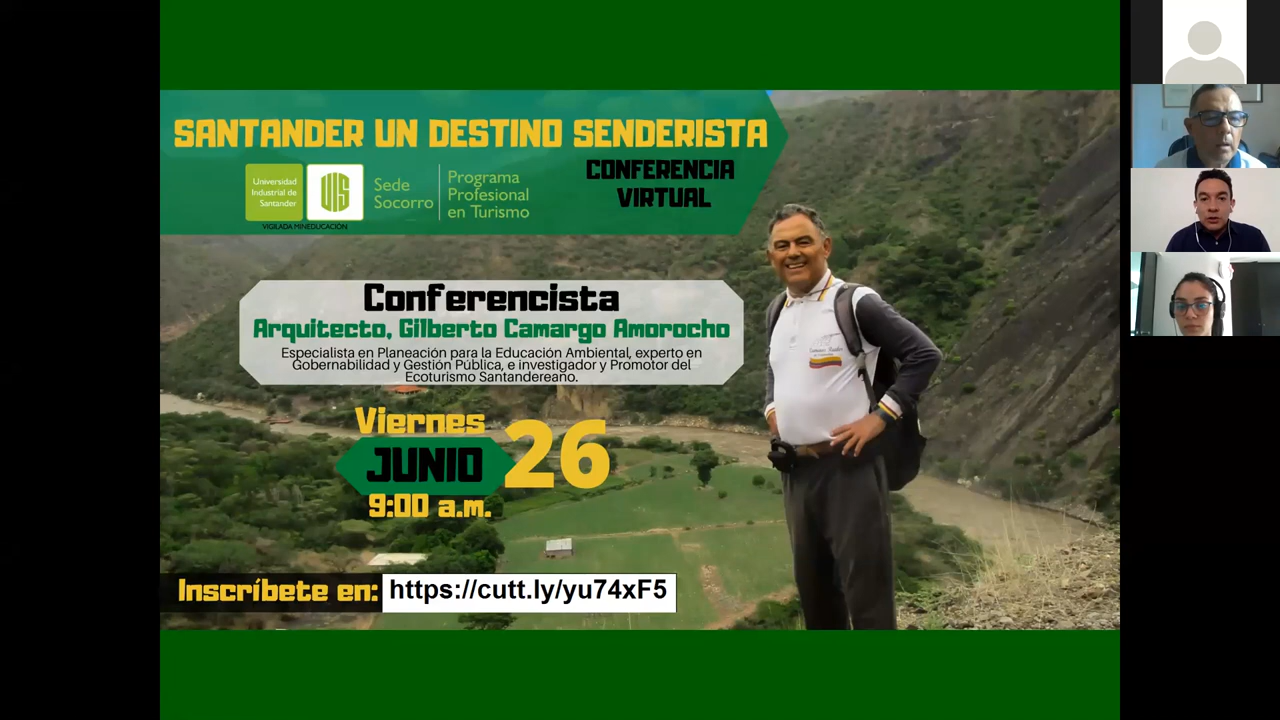 SANTANDER UN DESTINO SENDERISTA
CONFERENCIA
VIRTUAL
Universidad
Industrial de
Santander
UIS
Sede
Socorro
Programa
Profesional
en Turismo
VIGILADA MINEDUCACIÓN
Conferencista
Arquitecto, Gilberto Camargo Amorocho
Especialista en Planeación para la Educación Ambiental, experto en
Gobernabilidad y Gestión Pública, e investigador y Promotor del
Ecoturismo Santandereano.
Viernes
JUNIO 26
9:00 a.m.
Inscríbete en: https://cutt.ly/yu74xF5